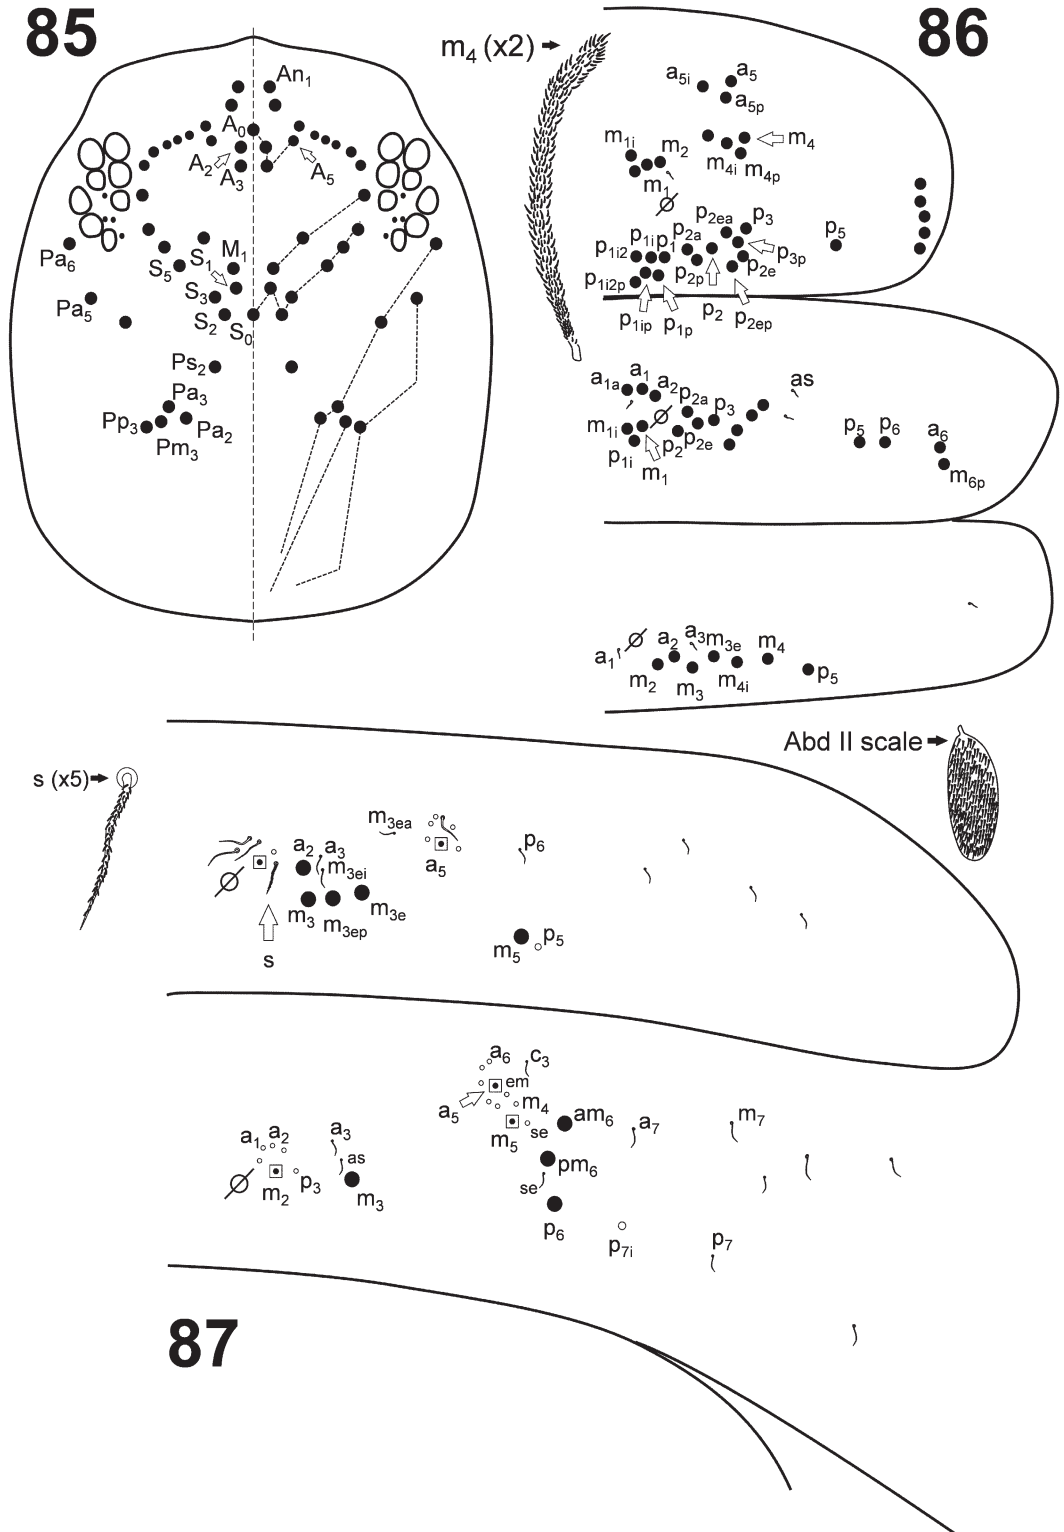 85
An1
A0
A2
A3
A5
M1
S1
S5
S3
S2
S0
Pa6
Pa5
Ps2
Pa3
Pp3
Pm3
Pa2
86
m4 (x2)
a5i
a5
a5p
m4
m4i
m4p
m1i
m2
m1
p2ea
p3
p2a
p1i2
p1i
p1
p3p
p5
p2p
p2e
p1i2p
p1ip
p1p
p2
p2ep
a1a
a1
a2
p2a
p3
as
m1i
p1i
m1
p2
p2e
p5
p6
a6
m6p
a1
a2
a3
m3e
m4
m2
m3
m4i
p5
Abd II scale
s (x5)
m3ea
a5
p6
a2
a3
m3ei
m3
m3ep
m3e
s
m5
p5
87
a6
c3
em
a5
m4
m5
se
am6
a7
m7
pm6
se
p6
p7i
p7
a1
a2
a3
as
m2
p3
m3